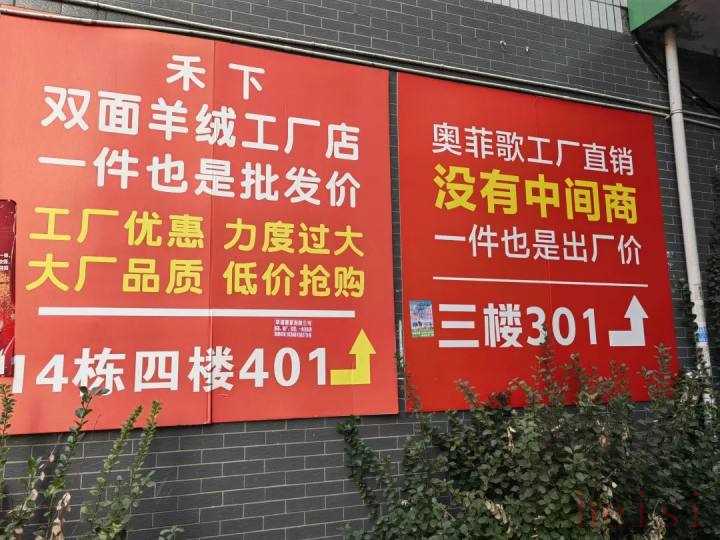 禾下
双面羊绒工厂店
一件也是批发价
工厂优惠 力度过大
大厂品质 低价抢购
14栋四楼401
奥菲歌工厂直销
没有中间商
一件也是出厂价
三楼301